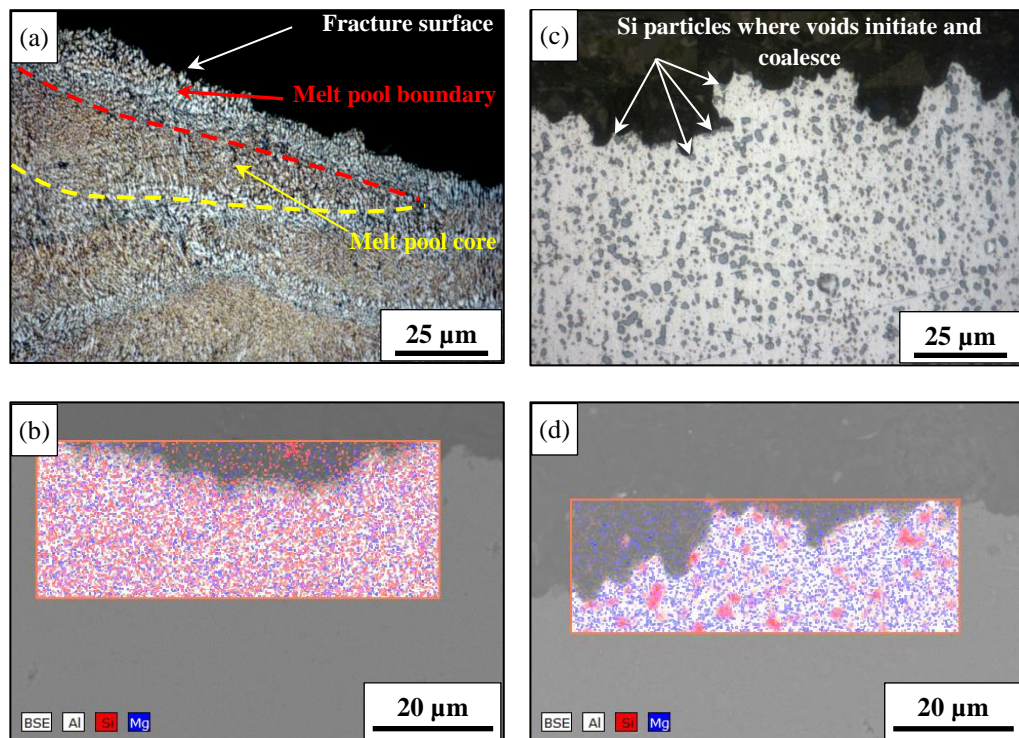 (a)
Fracture surface
Melt pool boundary
Melt pool core
25 µm
(c)
Si particles where voids initiate and
coalesce
25 µm
(b)
BSE Al Si Mg
20 µm
(d)
BSE Al Si Mg
20 µm